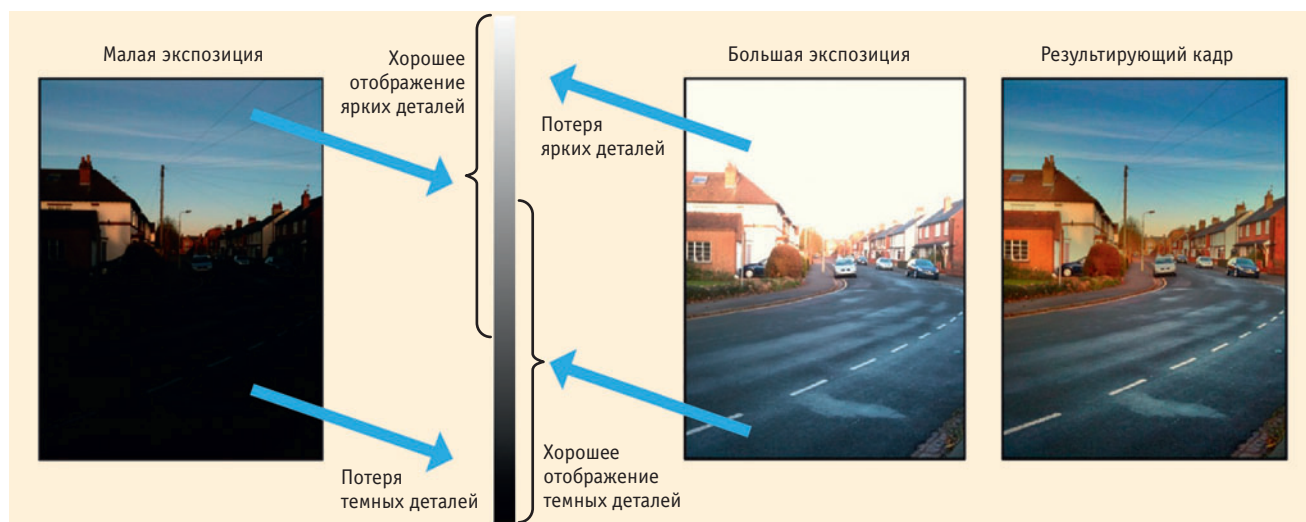 Малая экспозиция
Хорошее
отображение
ярких деталей
Большая экспозиция
Результирующий кадр
Потеря
ярких деталей
Потеря
темных деталей
Хорошее
отображение
темных деталей